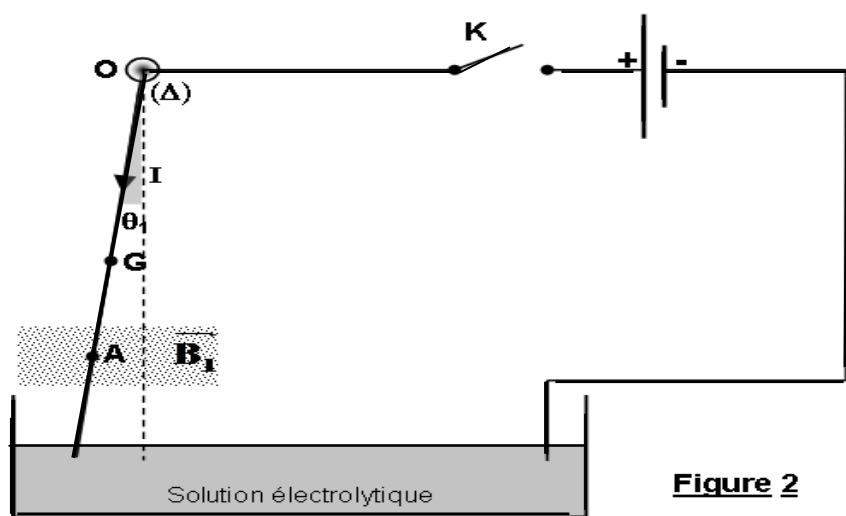 K
O
+ -
(Δ)
I
θ₁
G
A
B₁
Solution électrolytique
Figure 2